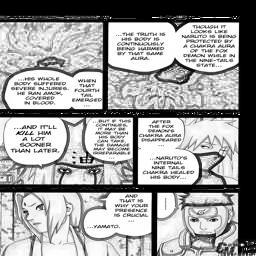 THOUGH IT
LOOKS LIKE
NARUTO IS BEING
PROTECTED BY
A CHAKRA AURA
OF THE FOX
DEMON WHILE IN
THE NINE-TAILS
STATE...
...THE TRUTH IS
HIS BODY IS
CONTINUOUSLY
BEING HARMED BY
THAT SAME
AURA.
WHEN
THAT
FOURTH
TAIL
EMERGED
...
...HIS WHOLE
BODY SUFFERED
SEVERE INJURIES.
HE RAN AMOK,
COVERED
IN BLOOD.
AFTER
THE FOX
DEMON'S
CHAKRA AURA
DISAPPEARED
...
...NARUTO'S
INTERNAL
NINE TAILS
CHAKRA HEALED
HIS BODY...
...BUT IF THIS
CONTINUES,
IT MAY BE
MORE THAN
HIS BODY
CAN TAKE.
THE DAMAGE
MAY BECOME
IRREPARABLE
...AND IT'LL
KILL HIM
A LOT
SOONER
THAN LATER.
AND
THAT IS
WHY YOUR
PRESENCE
IS CRUCIAL
...
...YAMATO.